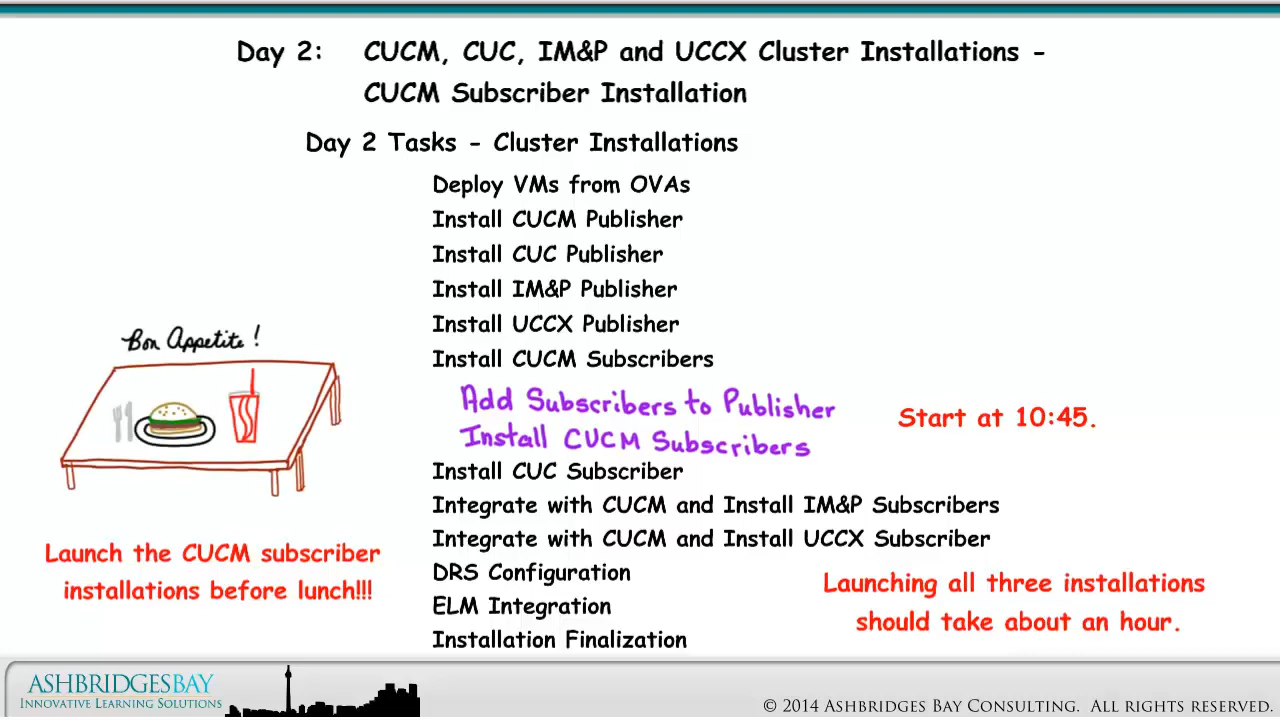 Day 2: CUCM, CUC, IM&P and UCCX Cluster Installations -
CUCM Subscriber Installation
Day 2 Tasks - Cluster Installations
Deploy VMs from OVAs
Install CUCM Publisher
Install CUC Publisher
Install IM&P Publisher
Install UCCX Publisher
Install CUCM Subscribers
Add Subscribers to Publisher
Install CUCM Subscribers
Start at 10:45.
Install CUC Subscriber
Integrate with CUCM and Install IM&P Subscribers
Integrate with CUCM and Install UCCX Subscriber
DRS Configuration
ELM Integration
Installation Finalization
Bon Appetite !
Launch the CUCM subscriber
installations before lunch!!!
Launching all three installations
should take about an hour.
ASHBRIDGESBAY
INNOVATIVE LEARNING SOLUTIONS
© 2014 ASHBRIDGES BAY CONSULTING. ALL RIGHTS RESERVED.